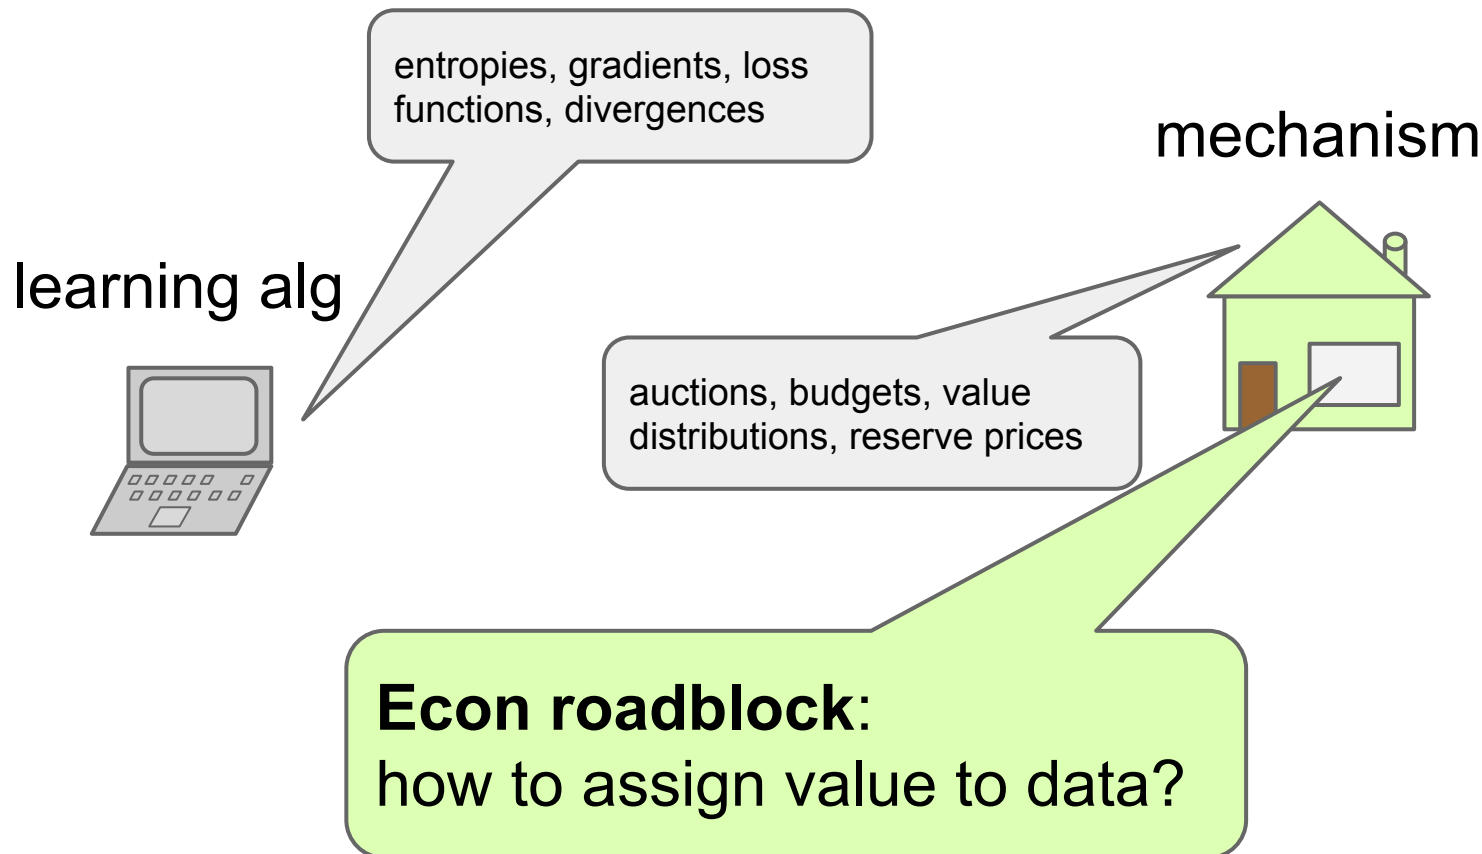 entropies, gradients, loss
functions, divergences
mechanism
learning alg
auctions, budgets, value
distributions, reserve prices
Econ roadblock:
how to assign value to data?